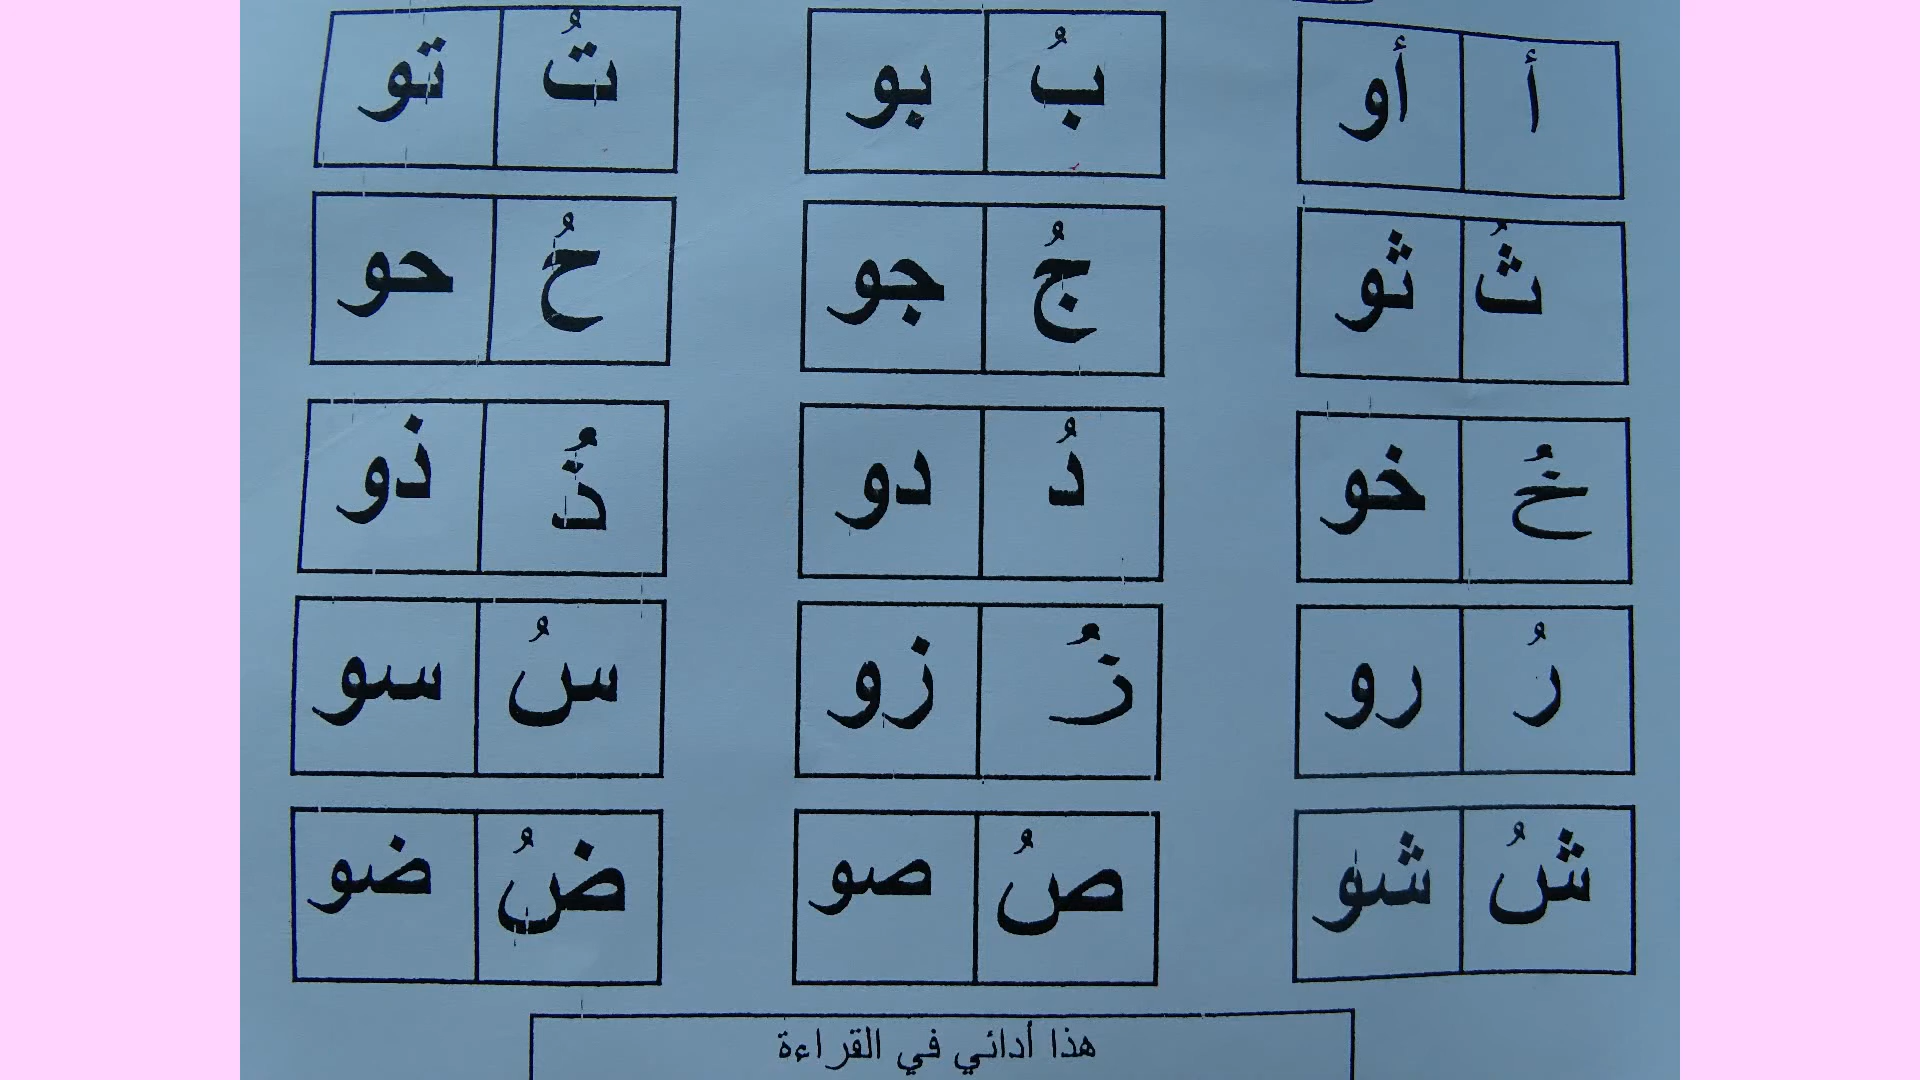 أ أو بُ بو تُ تو
ثُ ثو جُ جو حُ حو
خُ خو دُ دو ذُ ذو
رُ رو زُ زو سُ سو
شُ شو صُ صو ضُ ضو
هذا أدائي في القراءة